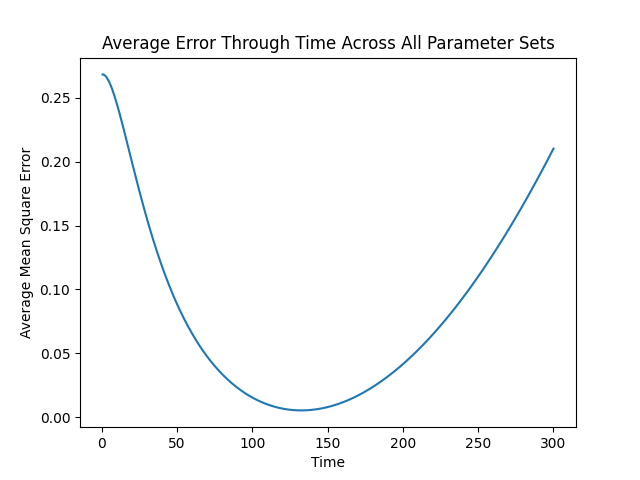 Average Error Through Time Across All Parameter Sets
Average Mean Square Error
0.25
0.20
0.15
0.10
0.05
0.00
0 50 100 150 200 250 300
Time